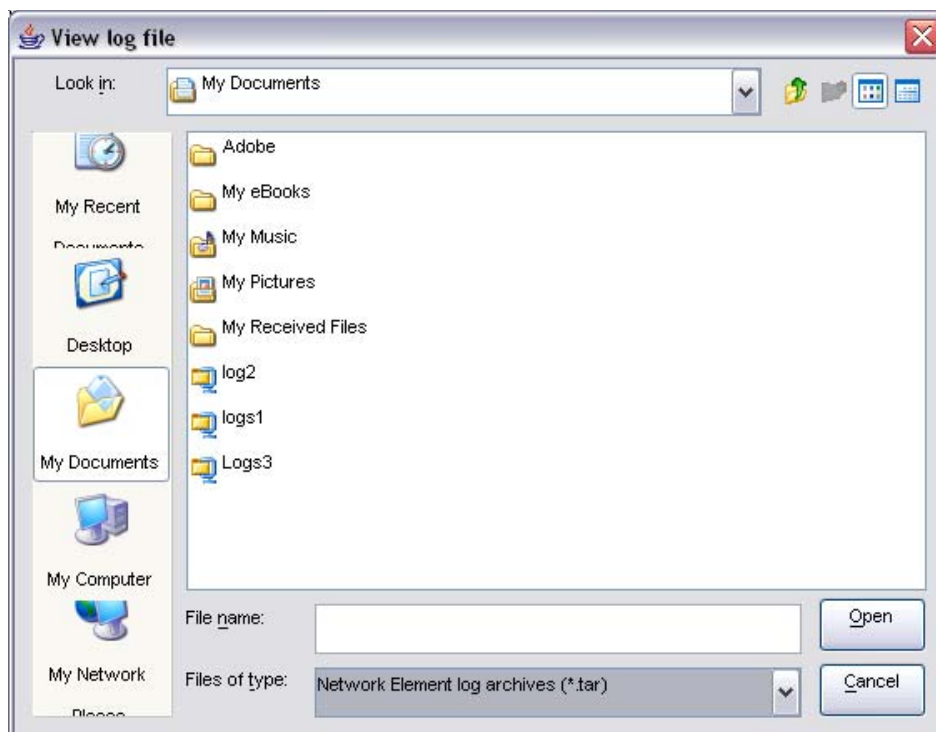 View log file
Look in:
My Documents
My Recent
Documents
Desktop
My Documents
My Computer
My Network
Places
Adobe
My eBooks
My Music
My Pictures
My Received Files
log2
logs1
Logs3
File name:
Open
Files of type:
Network Element log archives (*.tar)
Cancel